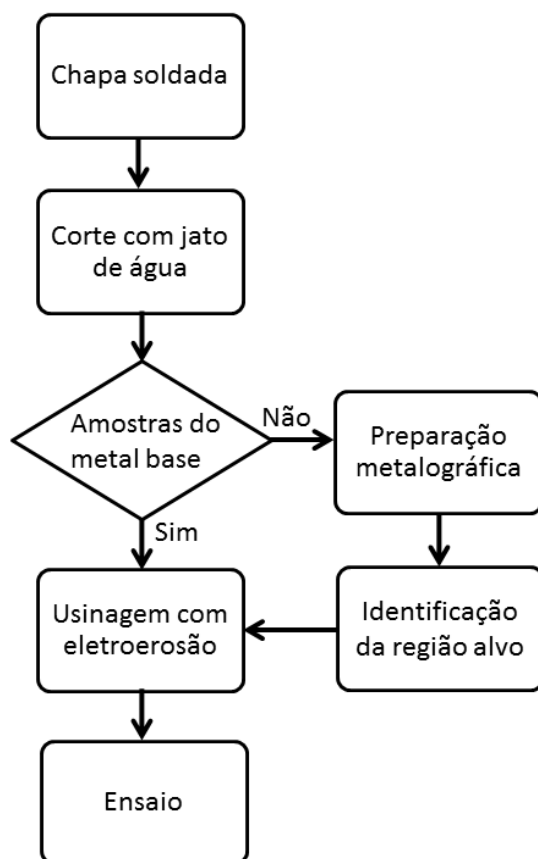 Chapa soldada
Corte com jato
de água
Amostras do
metal base
Não
Preparação
metalográfica
Sim
Usinagem com
eletroerosão
Identificação
da região alvo
Ensaio